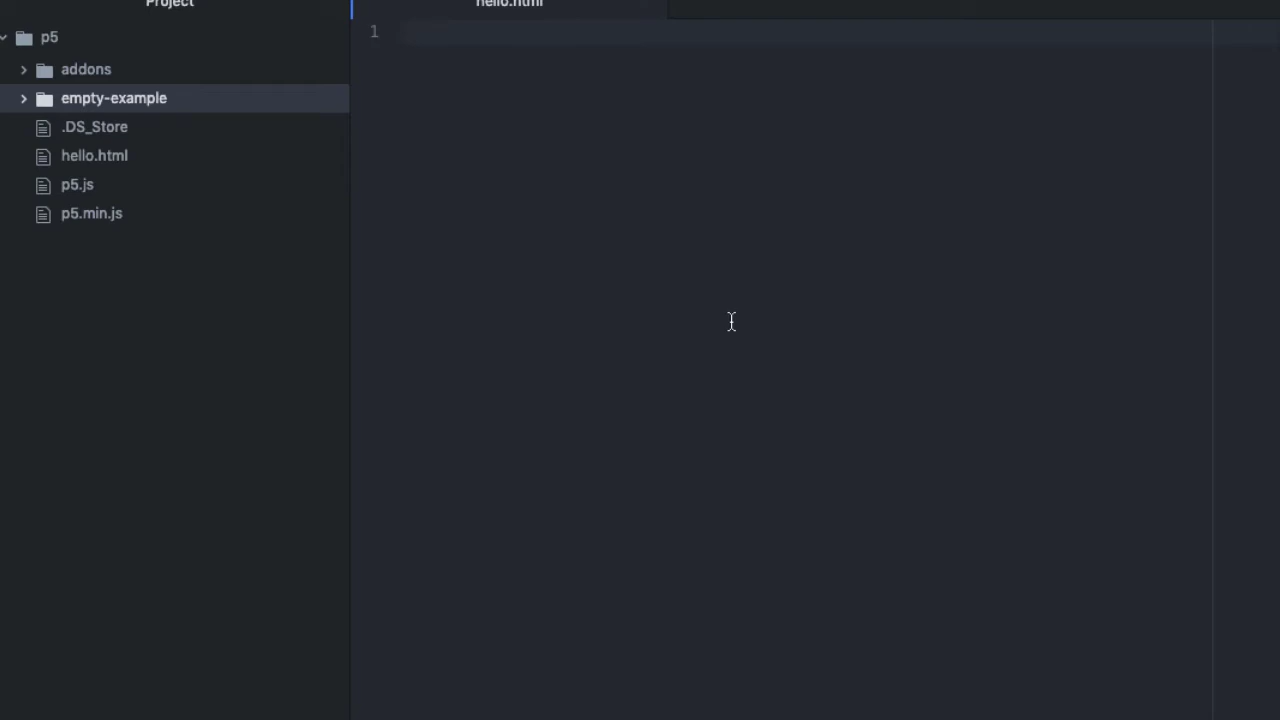 Project
hello.html
p5
addons
empty-example
.DS_Store
hello.html
p5.js
p5.min.js
1